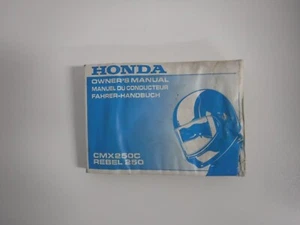 HONDA
OWNER'S MANUAL
MANUEL DU CONDUCTEUR
FAHRER-HANDBUCH
CMX250C
REBEL 250